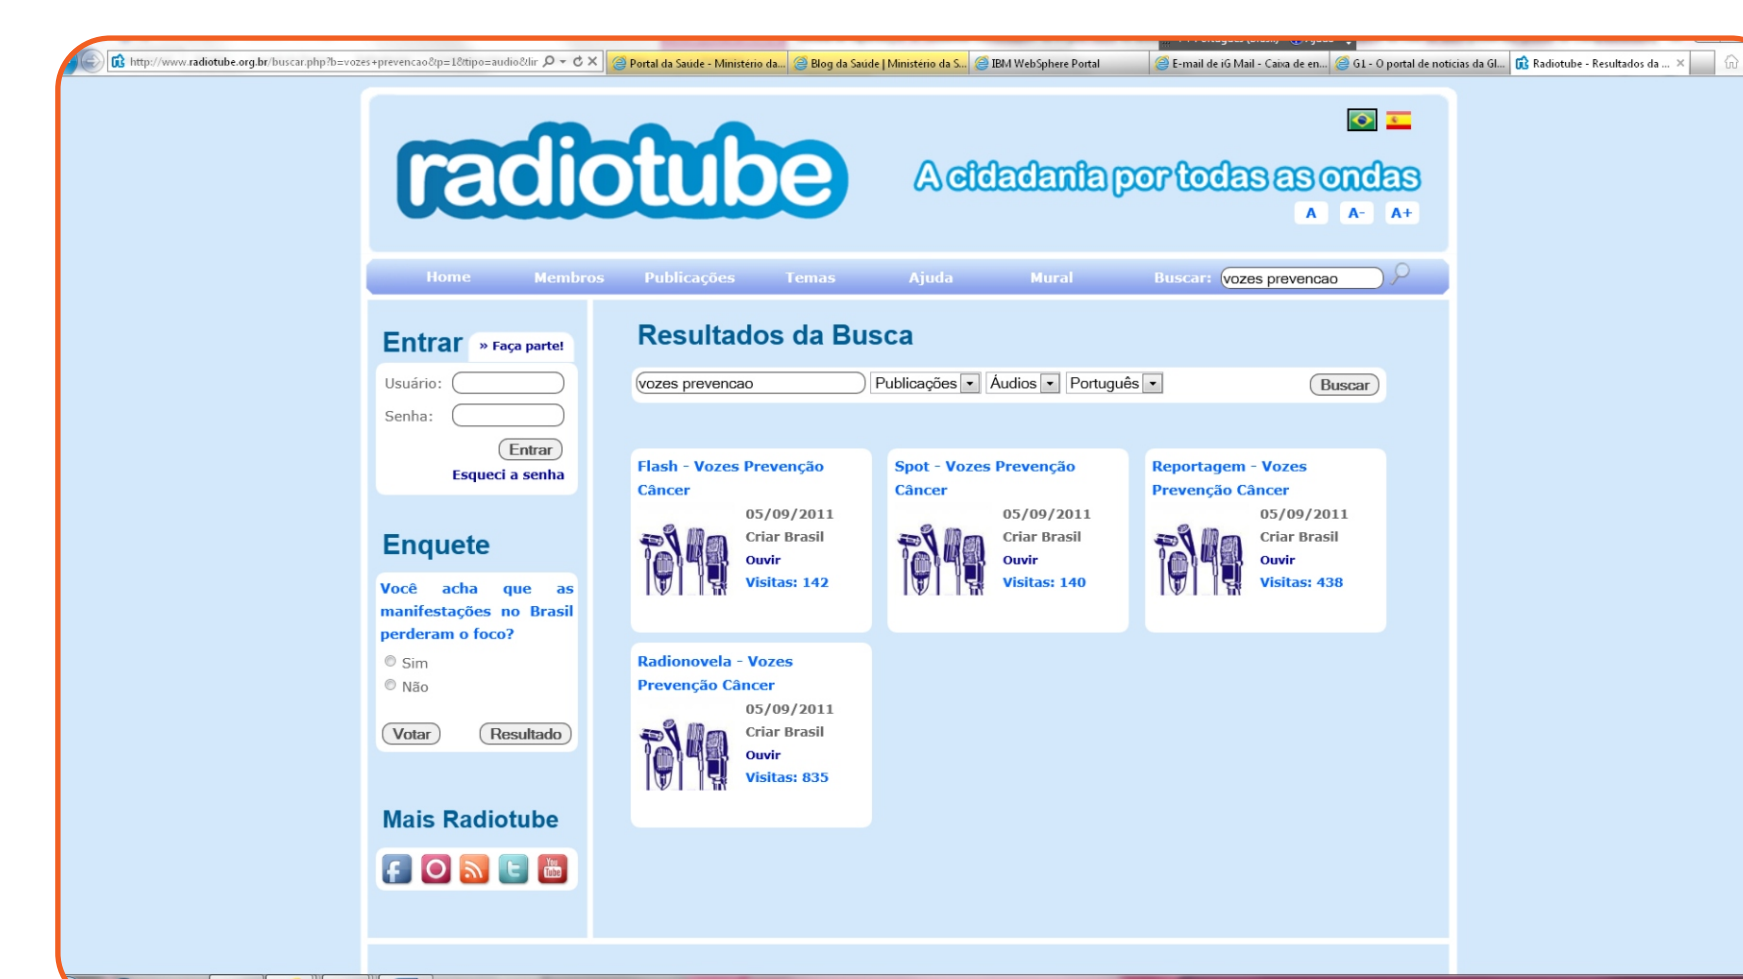 http://www.radiotube.org.br/buscar.php?b=vozes+prevencao&p=1&tipo=audio&lir
Portal da Saúde - Ministério da...
Blog da Saúde | Ministério da S...
IBM WebSphere Portal
E-mail de iG Mail - Caixa de en...
G1 - O portal de notícias da Gl...
Radiotube - Resultados da ...
radiotube
A cidadania por todas as ondas
A A- A+
Home Membros Publicações Temas Ajuda Mural Buscar: vozes prevencao
Entrar » Faça parte!
Usuário:
Senha:
Entrar
Esqueci a senha
Enquete
Você acha que as
manifestações no Brasil
perderam o foco?
Sim
Não
Votar Resultado
Mais Radiotube
You
Tube
Resultados da Busca
vozes prevencao Publicações Áudios Português Buscar
Flash - Vozes Prevenção
Câncer
05/09/2011
Criar Brasil
Ouvir
Visitas: 142
Spot - Vozes Prevenção
Câncer
05/09/2011
Criar Brasil
Ouvir
Visitas: 140
Reportagem - Vozes
Prevenção Câncer
05/09/2011
Criar Brasil
Ouvir
Visitas: 438
Radionovela - Vozes
Prevenção Câncer
05/09/2011
Criar Brasil
Ouvir
Visitas: 835